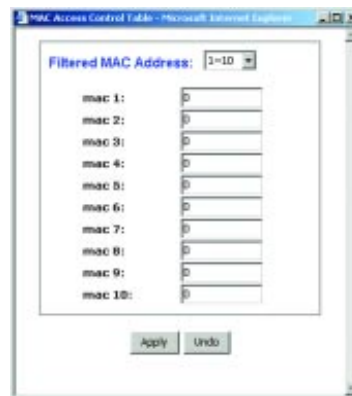 MAC Access Control Table - Microsoft Internet Explorer
Filtered MAC Address: 1~10
mac 1: 0
mac 2: 0
mac 3: 0
mac 4: 0
mac 5: 0
mac 6: 0
mac 7: 0
mac 8: 0
mac 9: 0
mac 10: 0
Apply Undo